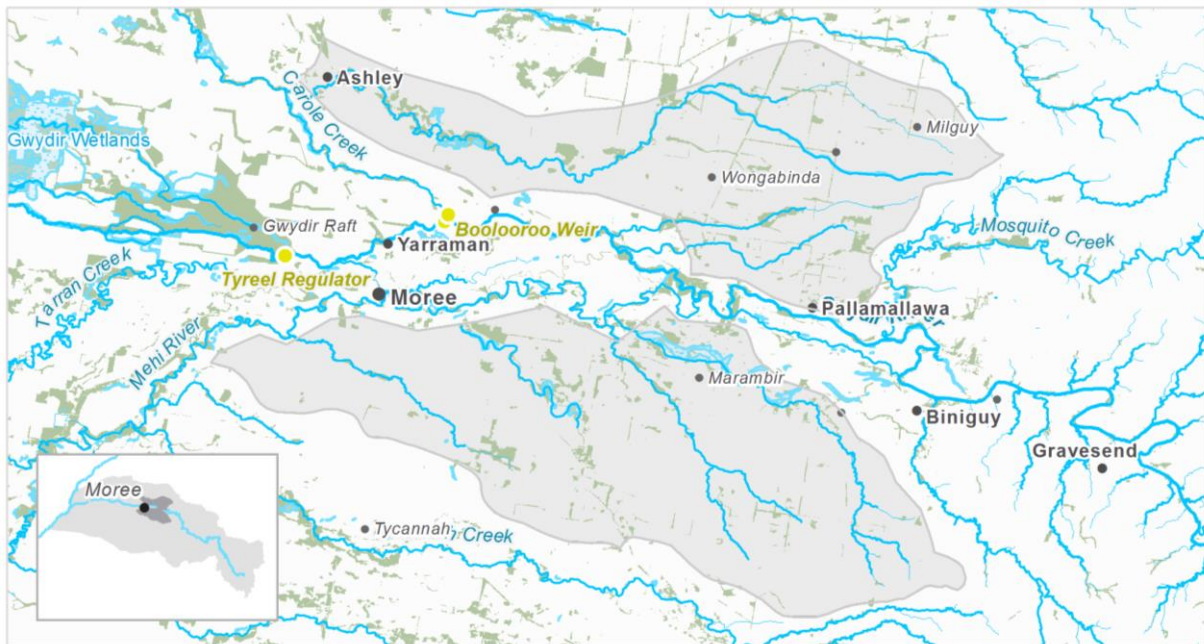 Ashley
Carole Creek
Milguy
Gwydir Wetlands
Wongabinda
Gwydir Raft
Boolooroo Weir
Mosquito Creek
Yarraman
Tarran Creek
Tyreel Regulator
Moree
Pallamallawa
River
Mehi River
Marambir
Biniguy
Gravesend
Moree
Tycannah
Creek